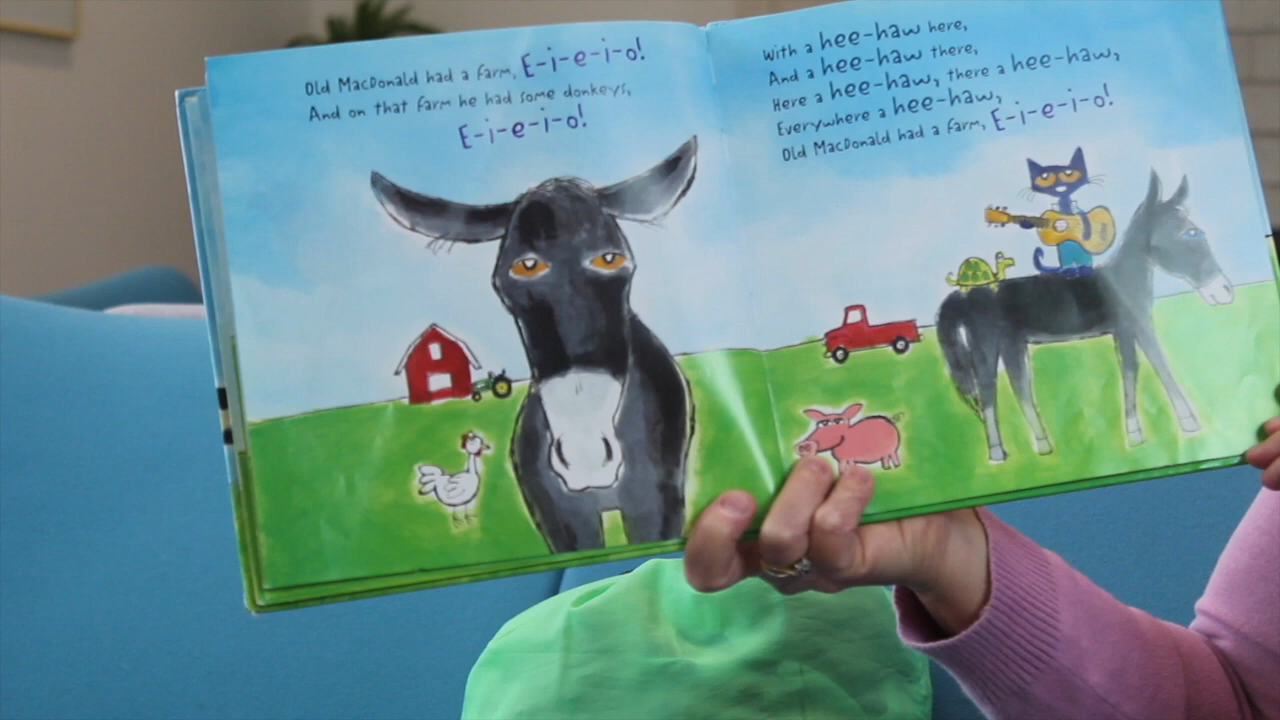 Old MacDonald had a farm, E-i-e-i-o!
And on that farm he had some donkeys,
E-i-e-i-o!
With a hee-haw here,
And a hee-haw there,
Here a hee-haw, there a hee-haw,
Everywhere a hee-haw,
Old MacDonald had a farm, E-i-e-i-o!